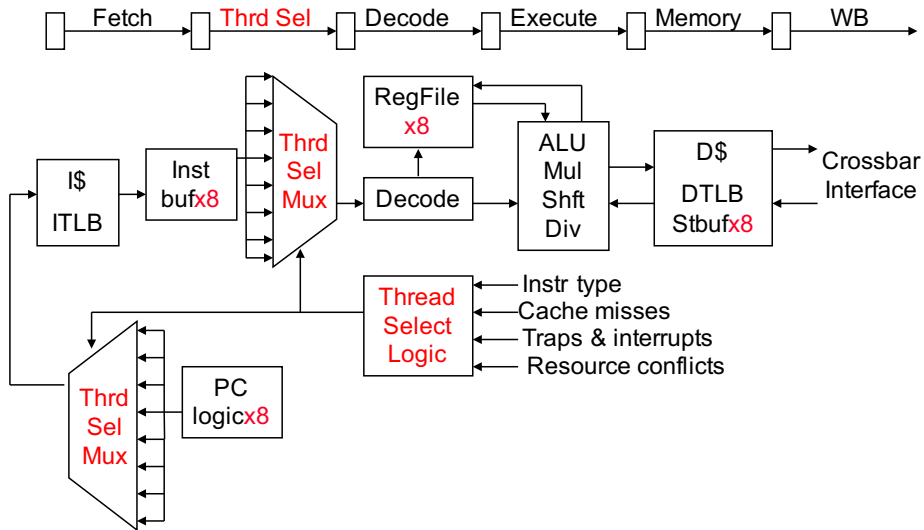 Fetch
Thrd Sel
Decode
Execute
Memory
WB
I$
ITLB
Inst
bufx8
Thrd
Sel
Mux
RegFile
x8
Decode
ALU
Mul
Shft
Div
D$
DTLB
Stbufx8
Crossbar
Interface
Thread
Select
Logic
Instr type
Cache misses
Traps & interrupts
Resource conflicts
Thrd
Sel
Mux
PC
logicx8